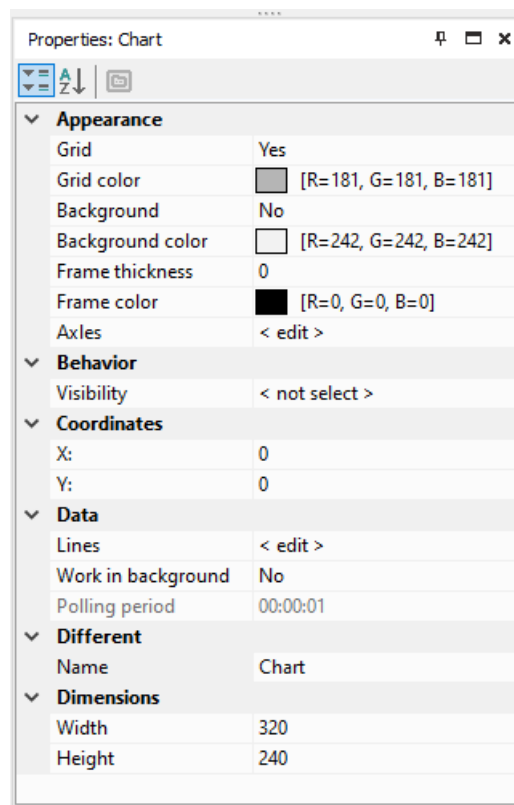 Properties: Chart
Appearance
Grid Yes
Grid color [R=181, G=181, B=181]
Background No
Background color [R=242, G=242, B=242]
Frame thickness 0
Frame color [R=0, G=0, B=0]
Axles < edit >
Behavior
Visibility < not select >
Coordinates
X: 0
Y: 0
Data
Lines < edit >
Work in background No
Polling period 00:00:01
Different
Name Chart
Dimensions
Width 320
Height 240